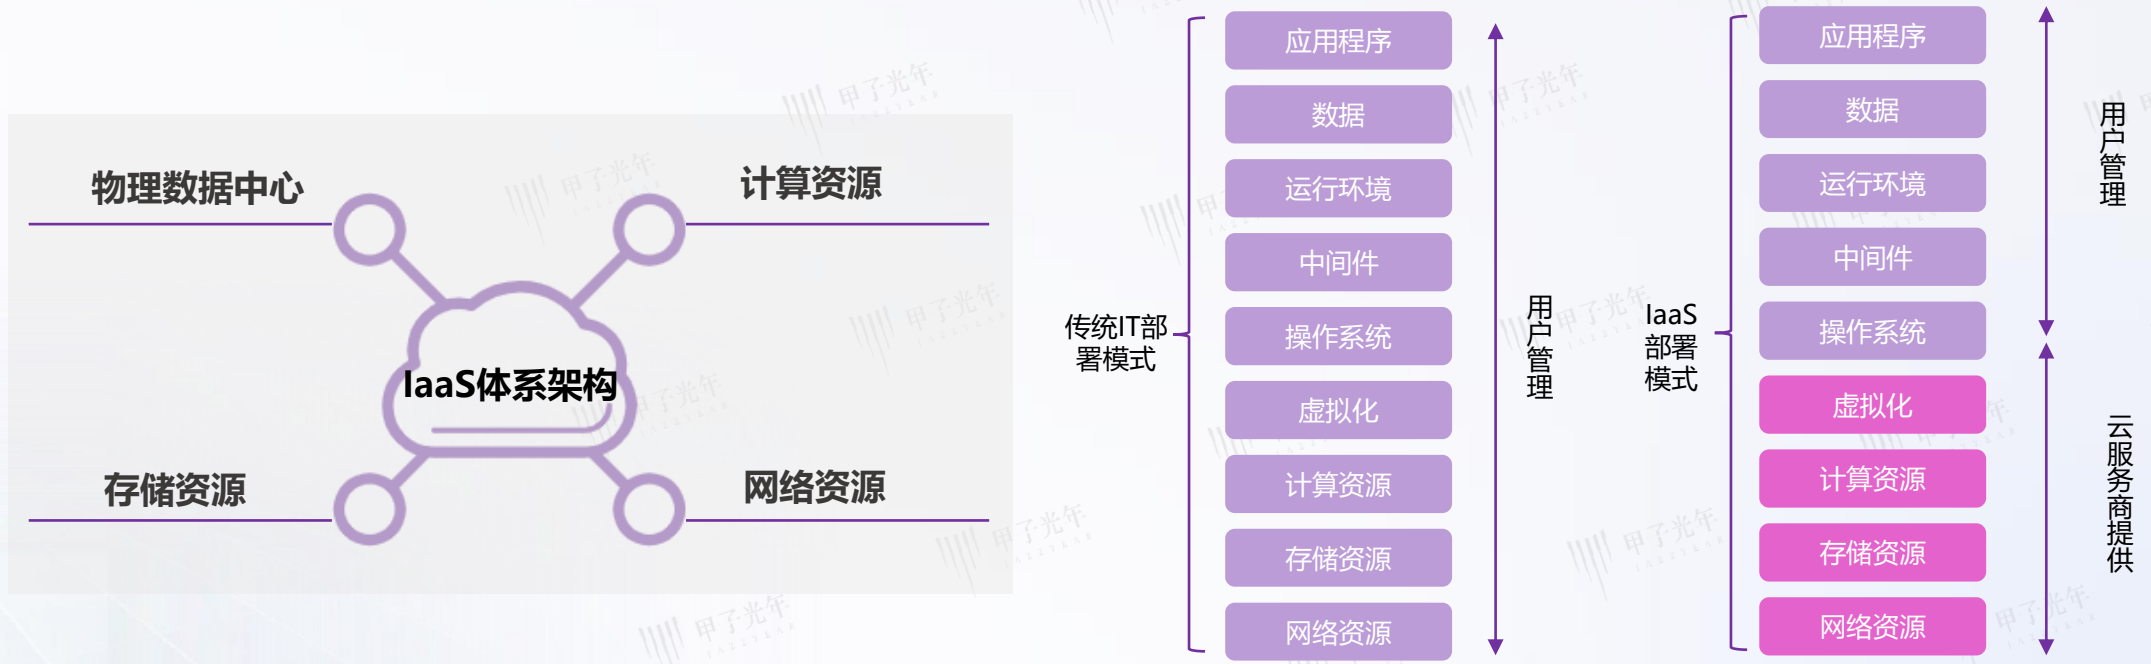 物理数据中心
计算资源
IaaS体系架构
存储资源
网络资源
传统IT部
署模式
应用程序
数据
运行环境
中间件
操作系统
虚拟化
计算资源
存储资源
网络资源
用户管理
IaaS
部署
模式
应用程序
数据
运行环境
中间件
操作系统
虚拟化
计算资源
存储资源
网络资源
用户管理
云服务商提供
甲子光年
JAZZYEAR